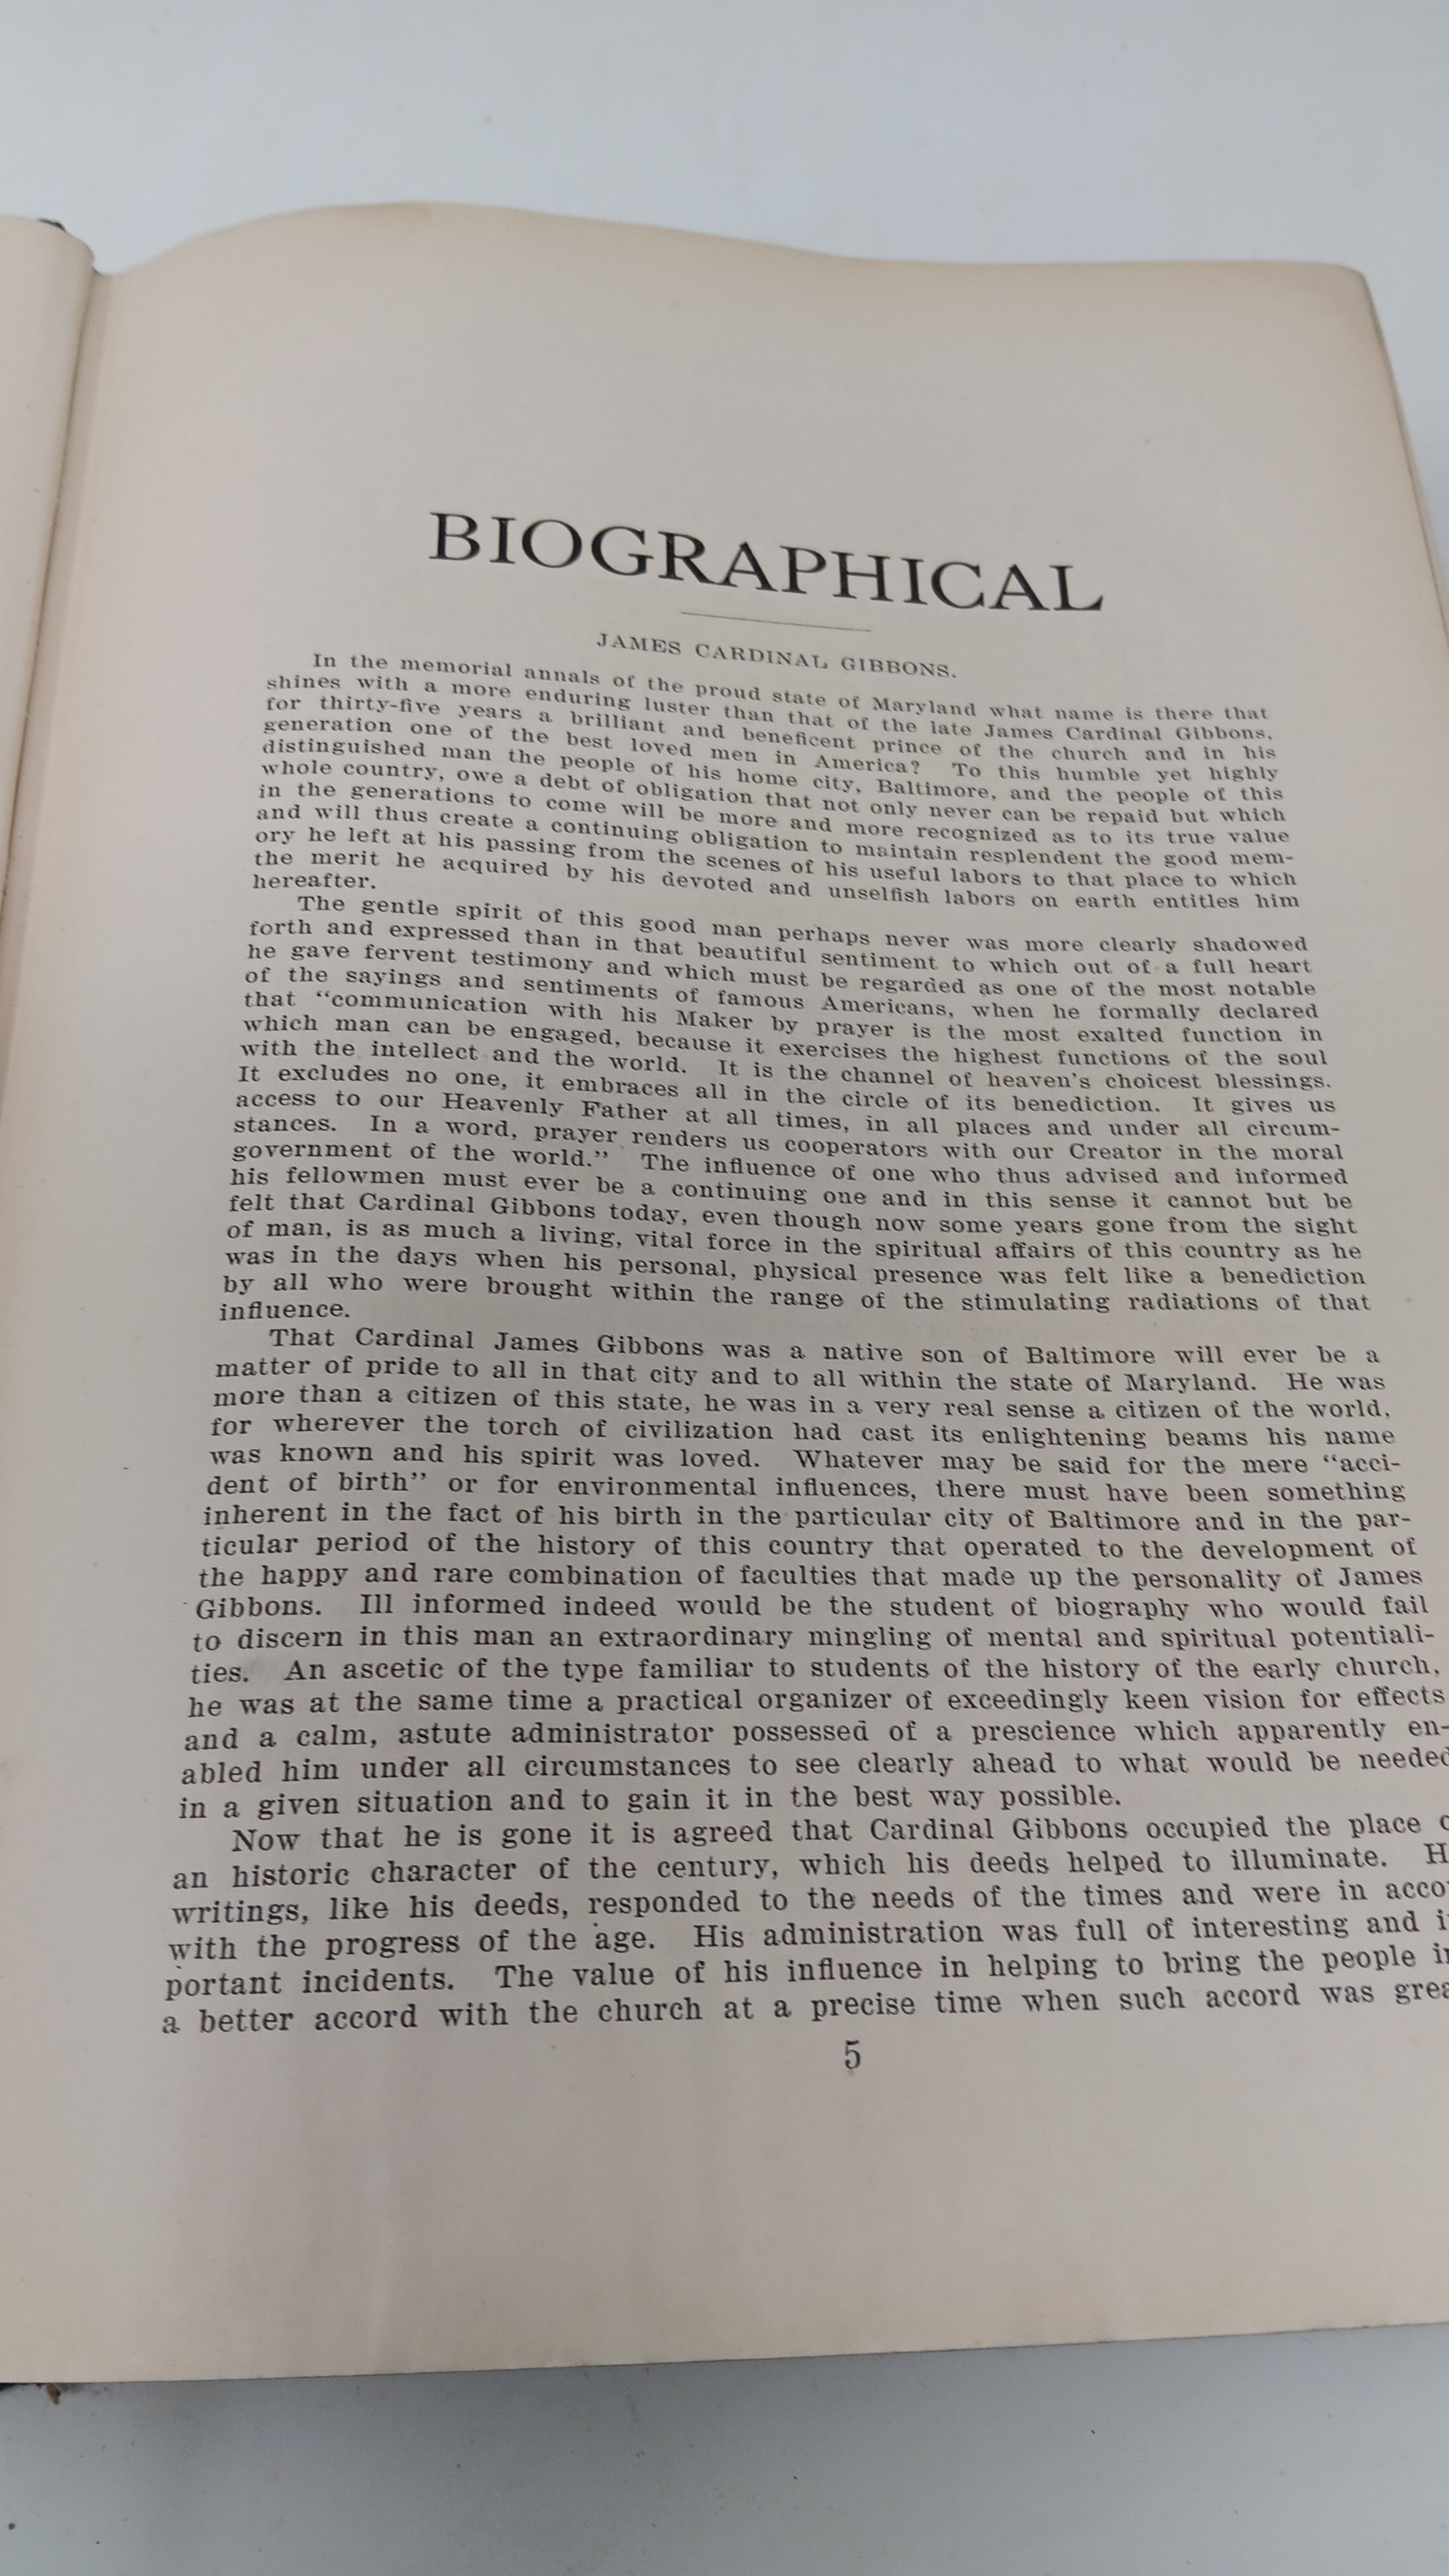 BIOGRAPHICAL
JAMES CARDINAL GIBBONS.
In the memorial annals of the proud state of Maryland what name is there that
shines with a more enduring luster than that of the late James Cardinal Gibbons,
for thirty-five years a brilliant and beneficent prince of the church and in his
generation one of the best loved men in America? To this humble yet highly
distinguished man the people of his home city, Baltimore, and the people of this
whole country, owe a debt of obligation that not only never can be repaid but which
in the generations to come will be more and more recognized as to its true value
and will thus create a continuing obligation to maintain resplendent the good mem-
ory he left at his passing from the scenes of his useful labors to that place to which
the merit he acquired by his devoted and unselfish labors on earth entitles him
hereafter.
The gentle spirit of this good man perhaps never was more clearly shadowed
forth and expressed than in that beautiful sentiment to which out of a full heart
he gave fervent testimony and which must be regarded as one of the most notable
of the sayings and sentiments of famous Americans, when he formally declared
that "communication with his Maker by prayer is the most exalted function in
which man can be engaged, because it exercises the highest functions of the soul
with the intellect and the world. It is the channel of heaven's choicest blessings.
It excludes no one, it embraces all in the circle of its benediction. It gives us
access to our Heavenly Father at all times, in all places and under all circum-
stances. In a word, prayer renders us cooperators with our Creator in the moral
government of the world." The influence of one who thus advised and informed
his fellowmen must ever be a continuing one and in this sense it cannot but be
felt that Cardinal Gibbons today, even though now some years gone from the sight
of man, is as much a living, vital force in the spiritual affairs of this country as he
was in the days when his personal, physical presence was felt like a benediction
by all who were brought within the range of the stimulating radiations of that
influence.
That Cardinal James Gibbons was a native son of Baltimore will ever be a
matter of pride to all in that city and to all within the state of Maryland. He was
more than a citizen of this state, he was in a very real sense a citizen of the world,
for wherever the torch of civilization had cast its enlightening beams his name
was known and his spirit was loved. Whatever may be said for the mere "acci-
dent of birth" or for environmental influences, there must have been something
inherent in the fact of his birth in the particular city of Baltimore and in the par-
ticular period of the history of this country that operated to the development of
the happy and rare combination of faculties that made up the personality of James
Gibbons. Ill informed indeed would be the student of biography who would fail
to discern in this man an extraordinary mingling of mental and spiritual potentiali-
ties. An ascetic of the type familiar to students of the history of the early church,
he was at the same time a practical organizer of exceedingly keen vision for effects
and a calm, astute administrator possessed of a prescience which apparently en-
abled him under all circumstances to see clearly ahead to what would be needed
in a given situation and to gain it in the best way possible.
Now that he is gone it is agreed that Cardinal Gibbons occupied the place
an historic character of the century, which his deeds helped to illuminate.
writings, like his deeds, responded to the needs of the times and were in
with the progress of the age. His administration was full of interesting and
portant incidents. The value of his influence in helping to bring the people
a better accord with the church at a precise time when such accord was
5